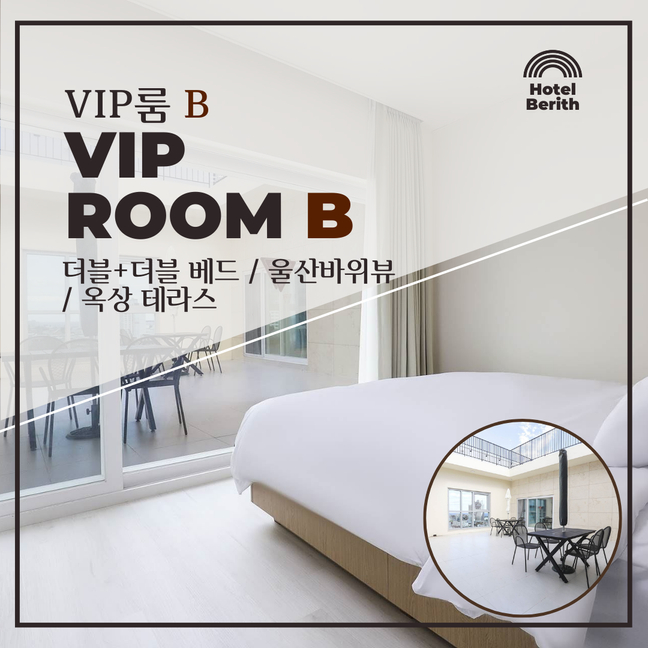 Hotel
Berith
VIP룸 B
VIP
ROOM B
더블+더블 베드 / 울산바위뷰
/ 옥상 테라스